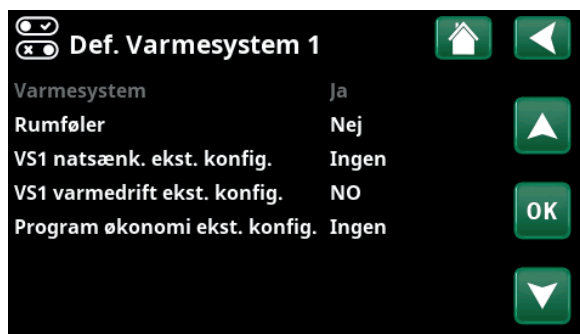 Def. Varmesystem 1
Varmesystem Ja
Rumføler Nej
VS1 natsænk. ekst. konfig. Ingen
VS1 varmedrift ekst. konfig. NO
Program økonomi ekst. konfig. Ingen
OK